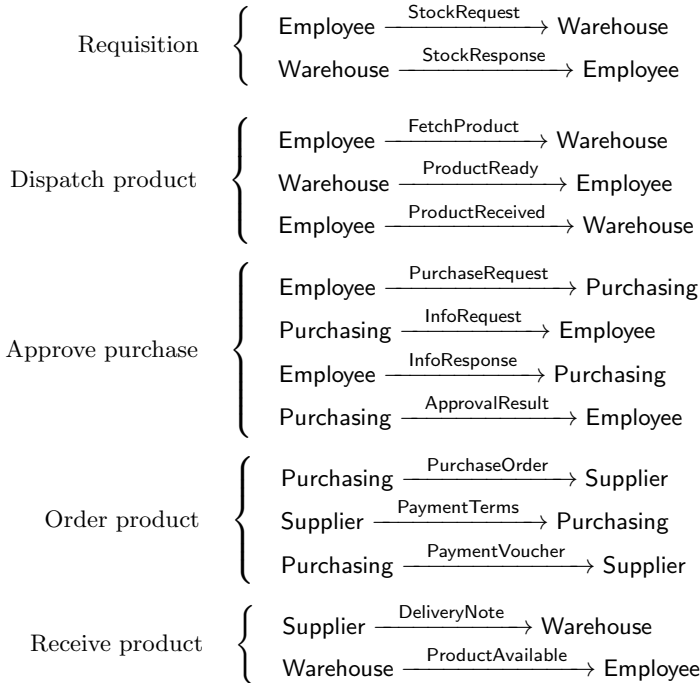 Requisition
Employee StockRequest Warehouse
Warehouse StockResponse Employee
Dispatch product
Employee FetchProduct Warehouse
Warehouse ProductReady Employee
Employee ProductReceived Warehouse
Approve purchase
Employee PurchaseRequest Purchasing
Purchasing InfoRequest Employee
Employee InfoResponse Purchasing
Purchasing ApprovalResult Employee
Order product
Purchasing PurchaseOrder Supplier
Supplier PaymentTerms Purchasing
Purchasing PaymentVoucher Supplier
Receive product
Supplier DeliveryNote Warehouse
Warehouse ProductAvailable Employee